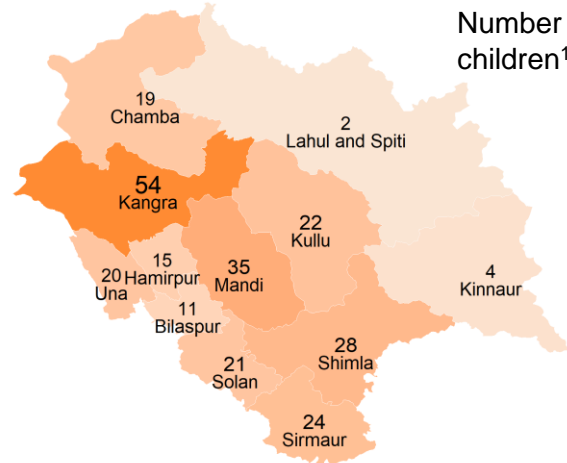 Number
children¹
19
Chamba
2
Lahul and Spiti
54
Kangra
22
Kullu
15
Hamirpur
20
Una
35
Mandi
4
Kinnaur
11
Bilaspur
28
Shimla
21
Solan
24
Sirmaur